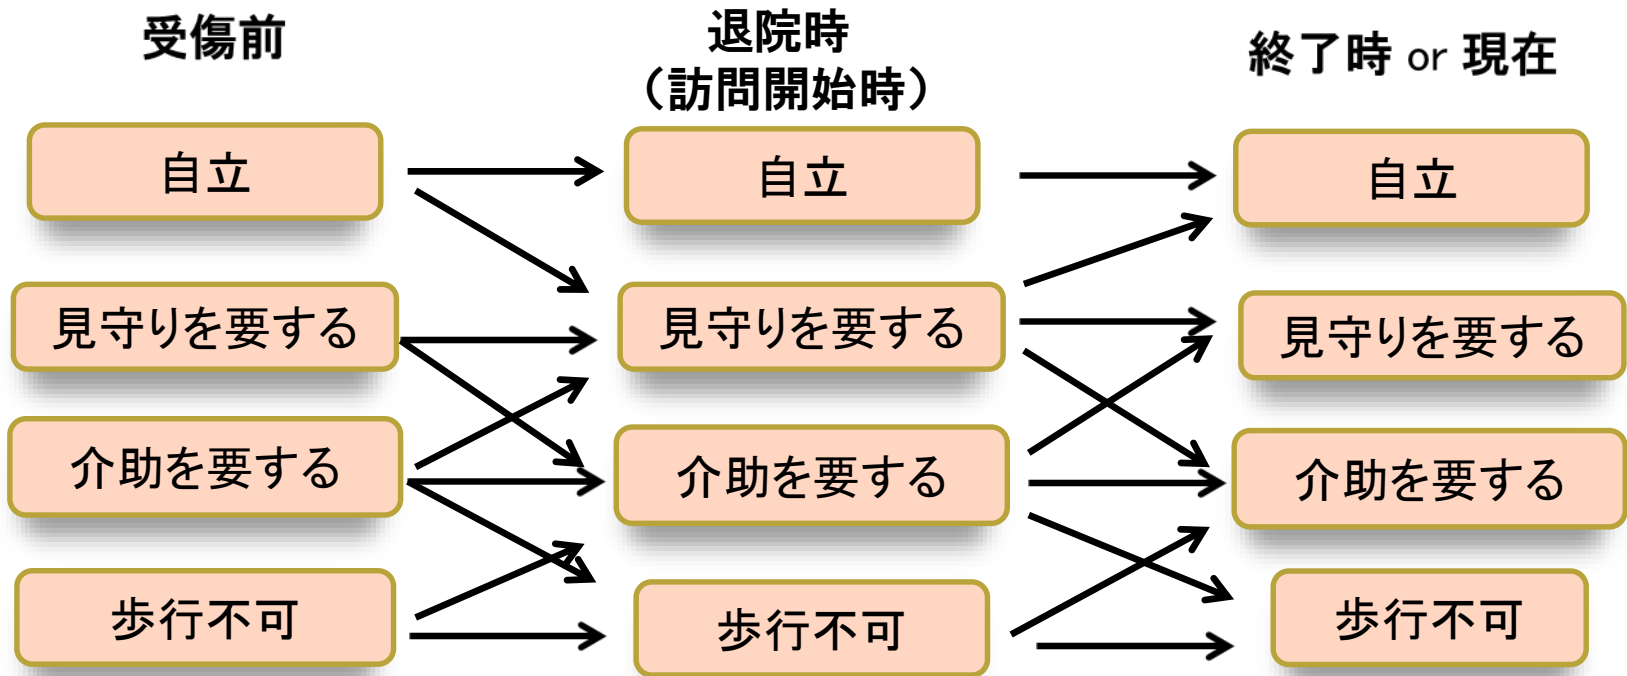 受傷前
退院時
（訪問開始時）
終了時 or 現在
自立
自立
自立
見守りを要する
見守りを要する
見守りを要する
介助を要する
介助を要する
介助を要する
歩行不可
歩行不可
歩行不可